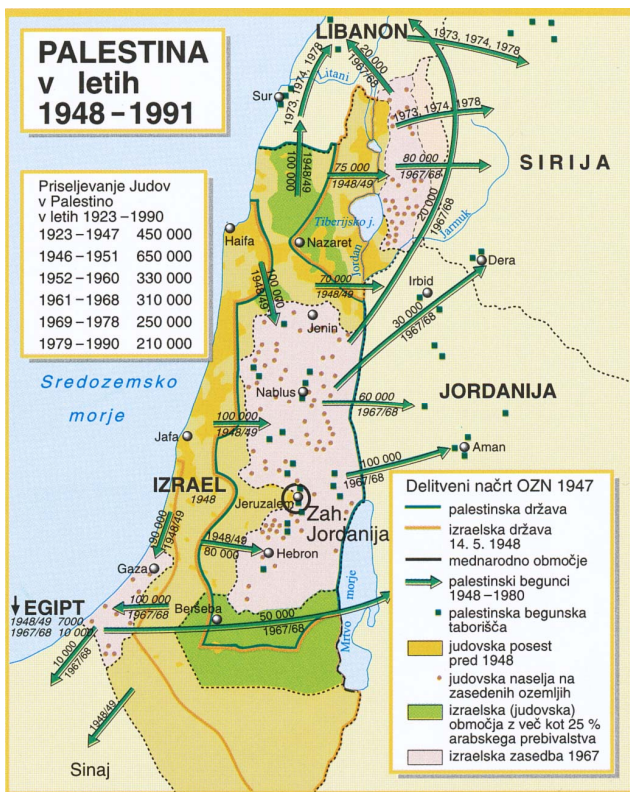 PALESTINA
v letih
1948–1991
Priseljevanje Judov
v Palestino
v letih 1923–1990
1923–1947 450 000
1946–1951 650 000
1952–1960 330 000
1961–1968 310 000
1969–1978 250 000
1979–1990 210 000
LIBANON
1973, 1974, 1978
20 000
1967/68
1973, 1974, 1978
Litani
Sur
1973, 1974, 1978
100 000
1948/49
75 000
1948/49
80 000
1967/68
SIRIJA
20 000
1967/68
Jarmuk
Tiberijsko j.
Haifa
Nazaret
Jordan
Dera
100 000
1948/49
70 000
1948/49
Irbid
30 000
1967/68
Jenin
Sredozemsko
morje
Nablus
60 000
1967/68
JORDANIJA
100 000
1948/49
Jafa
Aman
100 000
1967/68
IZRAEL
1948
Jeruzalem
Zah.
Jordanija
90 000
1948/49
1948/49
80 000
Hebron
Gaza
Mrtvo morje
EGIPT
1948/49 7000,
1967/68 10 000,
100 000
1967/68
Beršeba
50 000
1967/68
10 000
1967/68
1948/49
Sinaj
Delitveni načrt OZN 1947
palestinska država
izraelska država
14. 5. 1948
mednarodno območje
palestinski begunci
1948–1980
palestinska begunska
taborišča
judovska posest
pred 1948
judovska naselja na
zasedenih ozemljih
izraelska (judovska)
območja z več kot 25 %
arabskega prebivalstva
izraelska zasedba 1967